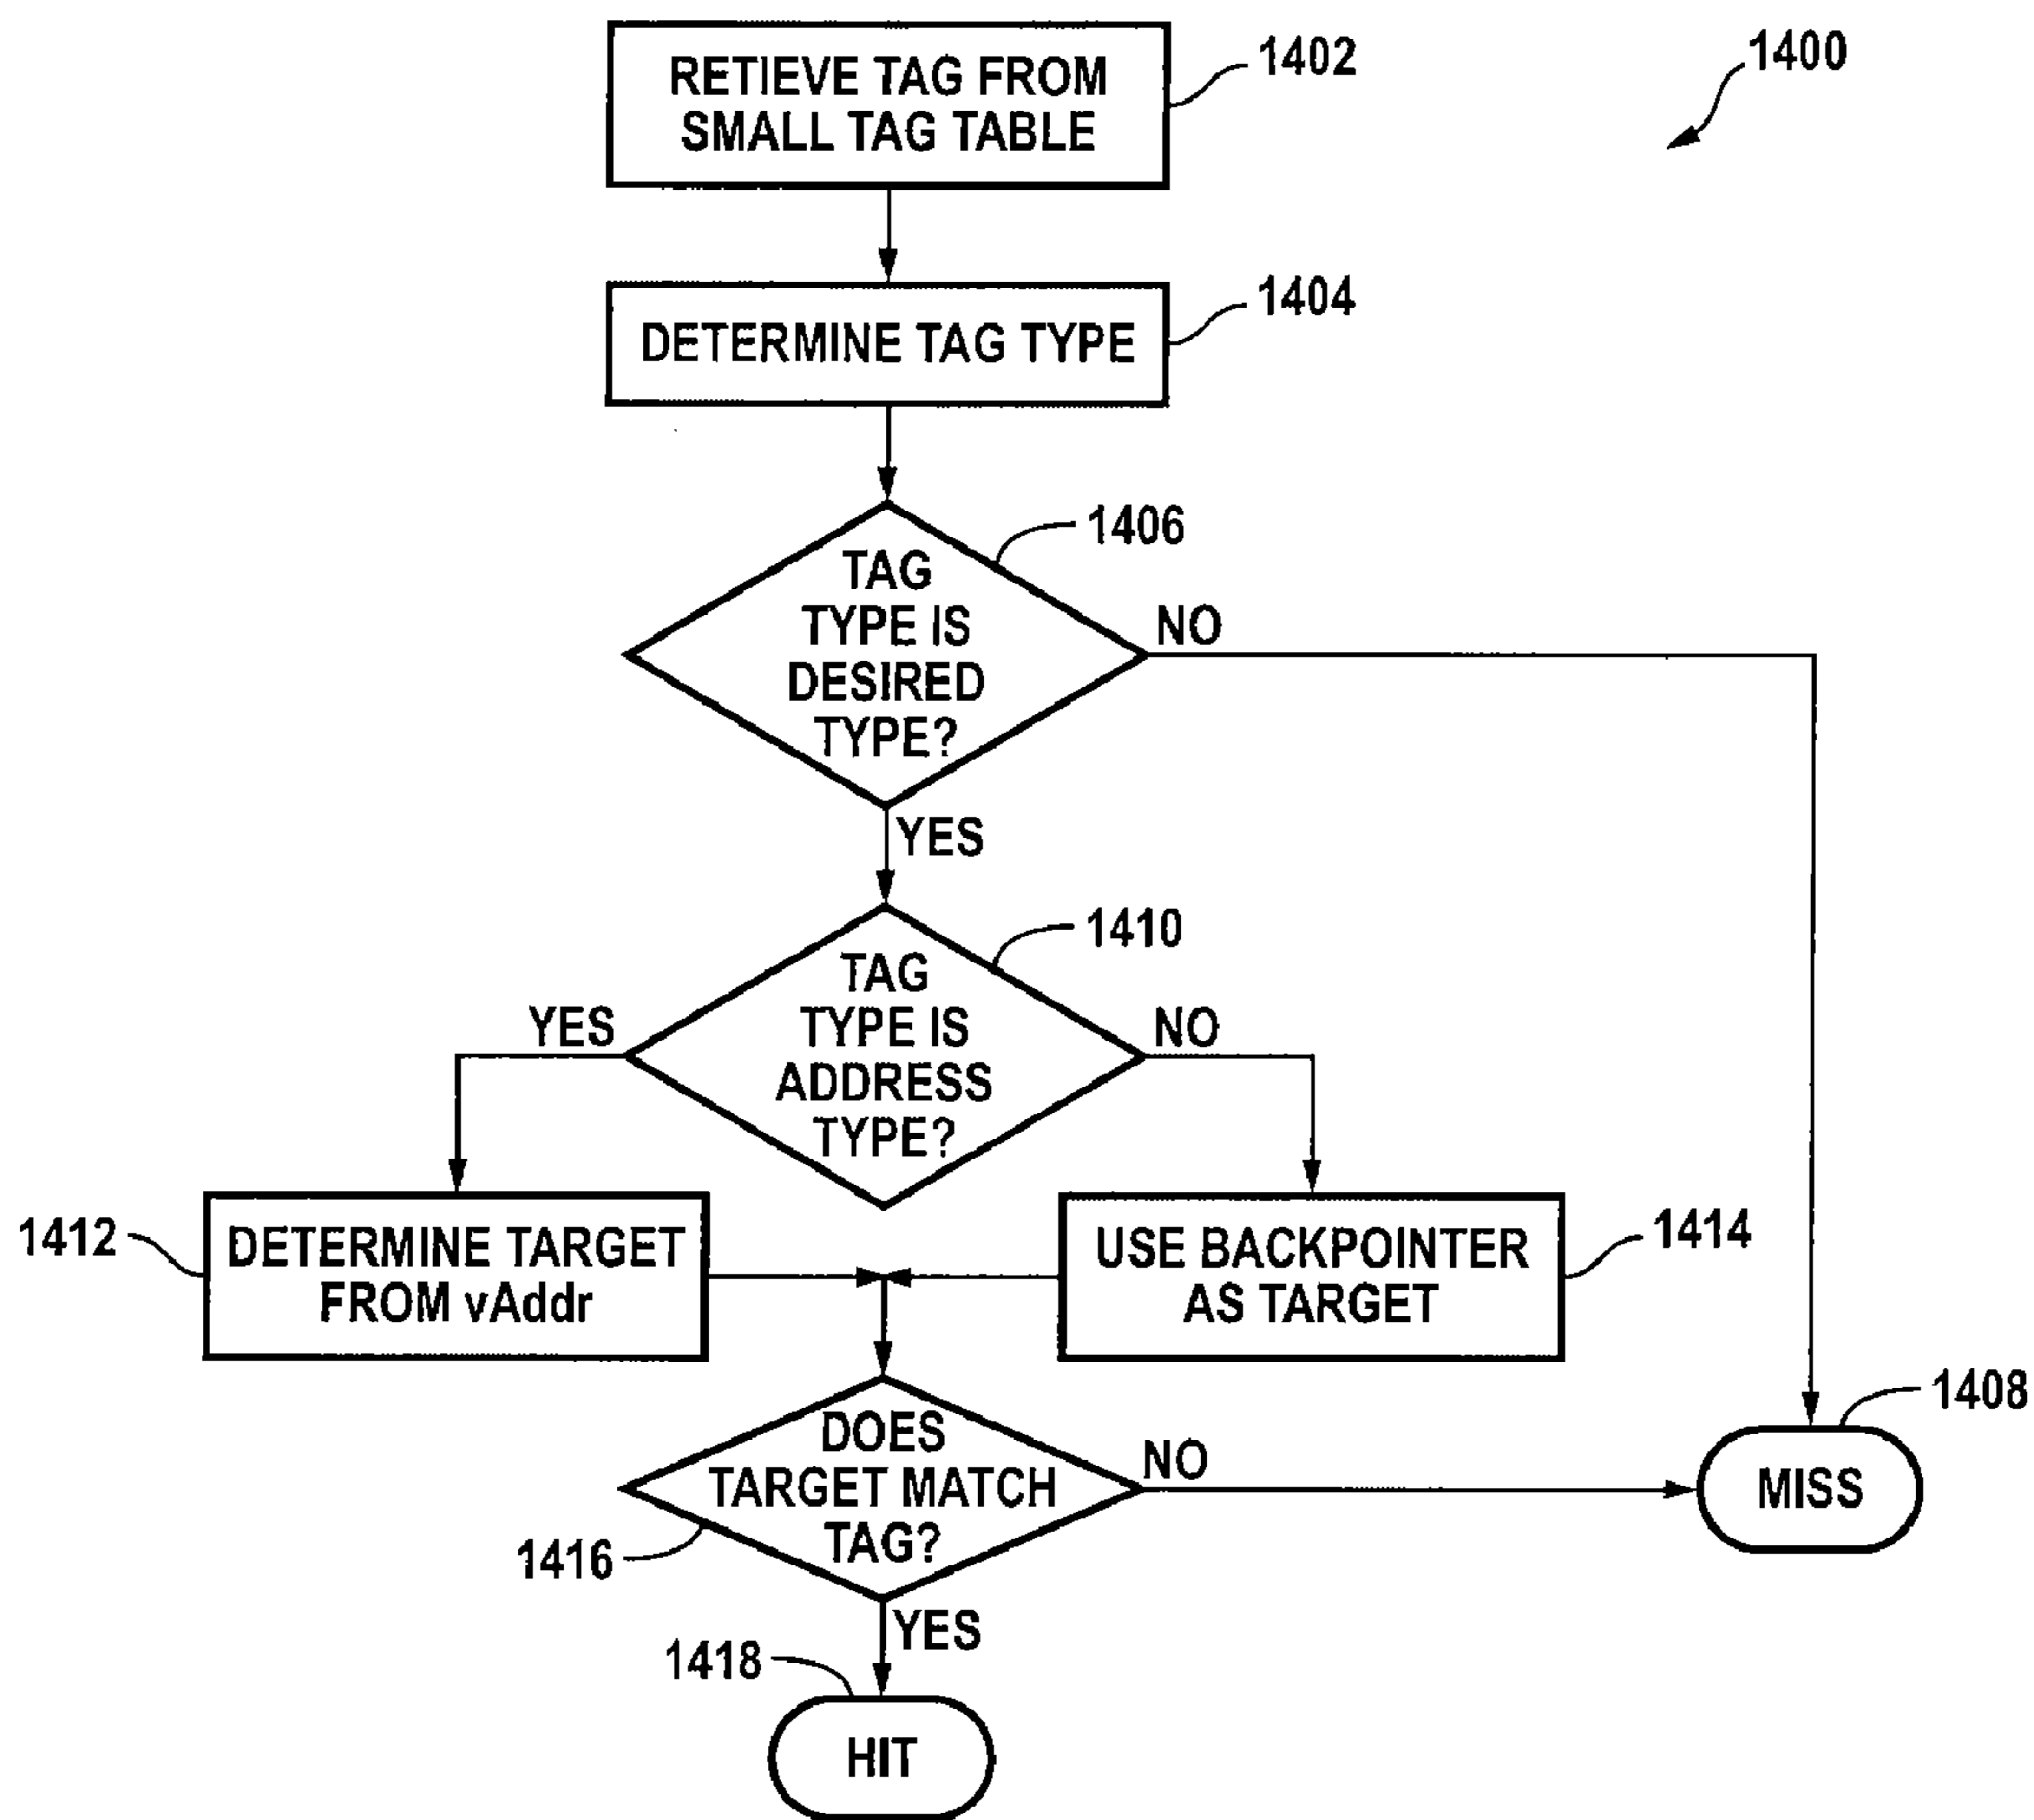 RETIEVE TAG FROM
SMALL TAG TABLE
1402
1400
DETERMINE TAG TYPE
1404
TAG
TYPE IS
DESIRED
TYPE?
1406
NO
YES
TAG
TYPE IS
ADDRESS
TYPE?
1410
YES
NO
1412
DETERMINE TARGET
FROM vAddr
USE BACKPOINTER
AS TARGET
1414
DOES
TARGET MATCH
TAG?
1416
NO
MISS
1408
YES
1418
HIT